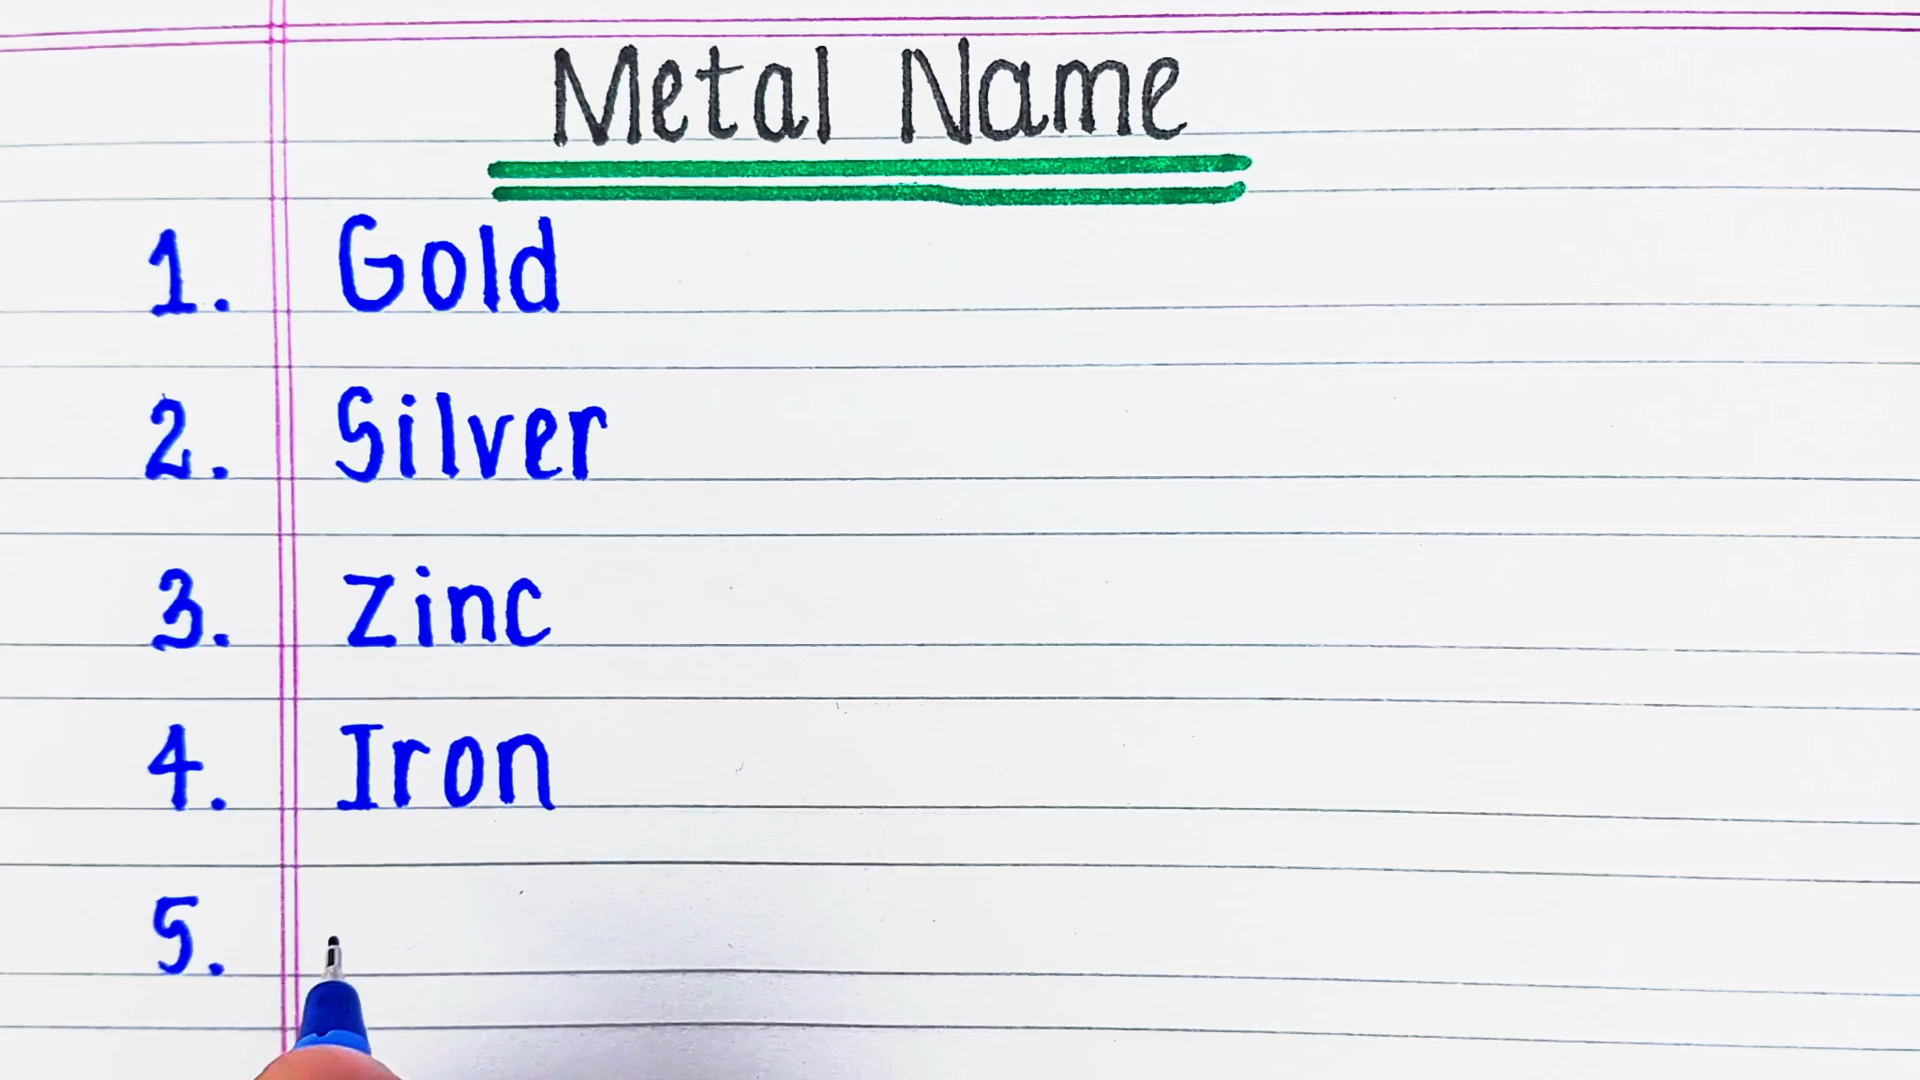 Metal Name
1. Gold
2. Silver
3. Zinc
4. Iron
5.